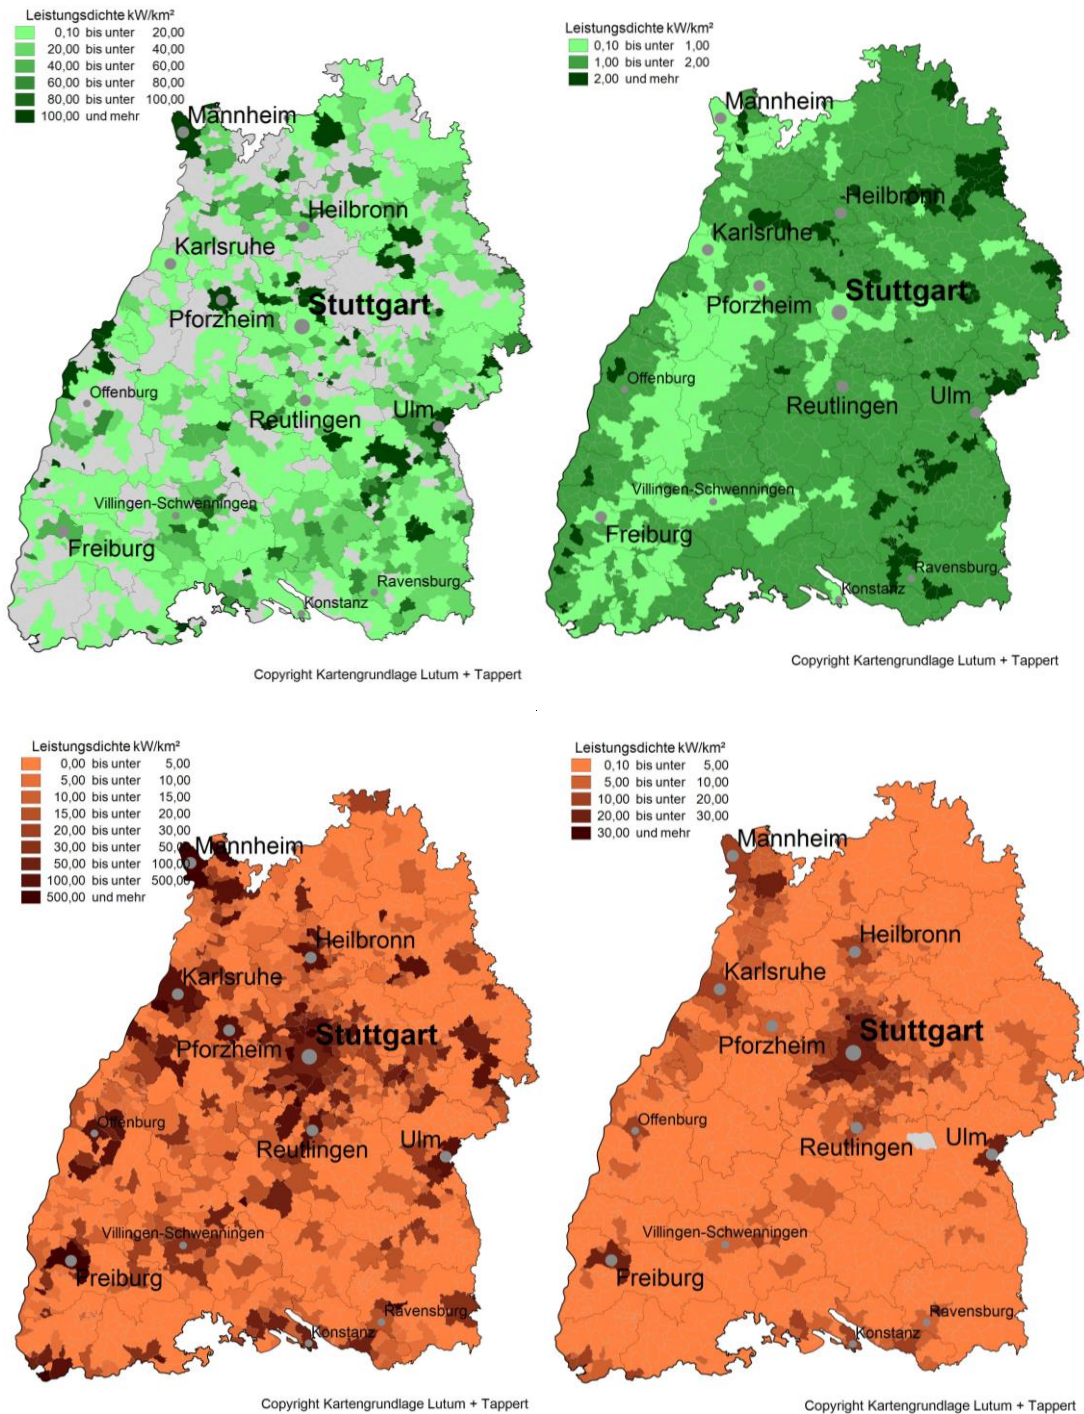 Leistungsdichte kW/km²
0,10 bis unter 20,00
20,00 bis unter 40,00
40,00 bis unter 60,00
60,00 bis unter 80,00
80,00 bis unter 100,00
100,00 und mehr
Mannheim
Heilbronn
Karlsruhe
Stuttgart
Pforzheim
Offenburg
Reutlingen
Ulm
Villingen-Schwenningen
Freiburg
Ravensburg
Konstanz
Copyright Kartengrundlage Lutum + Tappert
Leistungsdichte kW/km²
0,10 bis unter 1,00
1,00 bis unter 2,00
2,00 und mehr
Mannheim
Heilbronn
Karlsruhe
Stuttgart
Pforzheim
Offenburg
Reutlingen
Ulm
Villingen-Schwenningen
Freiburg
Ravensburg
Konstanz
Copyright Kartengrundlage Lutum + Tappert
Leistungsdichte kW/km²
0,00 bis unter 5,00
5,00 bis unter 10,00
10,00 bis unter 15,00
15,00 bis unter 20,00
20,00 bis unter 30,00
30,00 bis unter 50,00
50,00 bis unter 100,00
100,00 bis unter 500,00
500,00 und mehr
Mannheim
Heilbronn
Karlsruhe
Stuttgart
Pforzheim
Offenburg
Reutlingen
Ulm
Villingen-Schwenningen
Freiburg
Ravensburg
Konstanz
Copyright Kartengrundlage Lutum + Tappert
Leistungsdichte kW/km²
0,10 bis unter 5,00
5,00 bis unter 10,00
10,00 bis unter 20,00
20,00 bis unter 30,00
30,00 und mehr
Mannheim
Heilbronn
Karlsruhe
Stuttgart
Pforzheim
Offenburg
Reutlingen
Ulm
Villingen-Schwenningen
Freiburg
Ravensburg
Konstanz
Copyright Kartengrundlage Lutum + Tappert